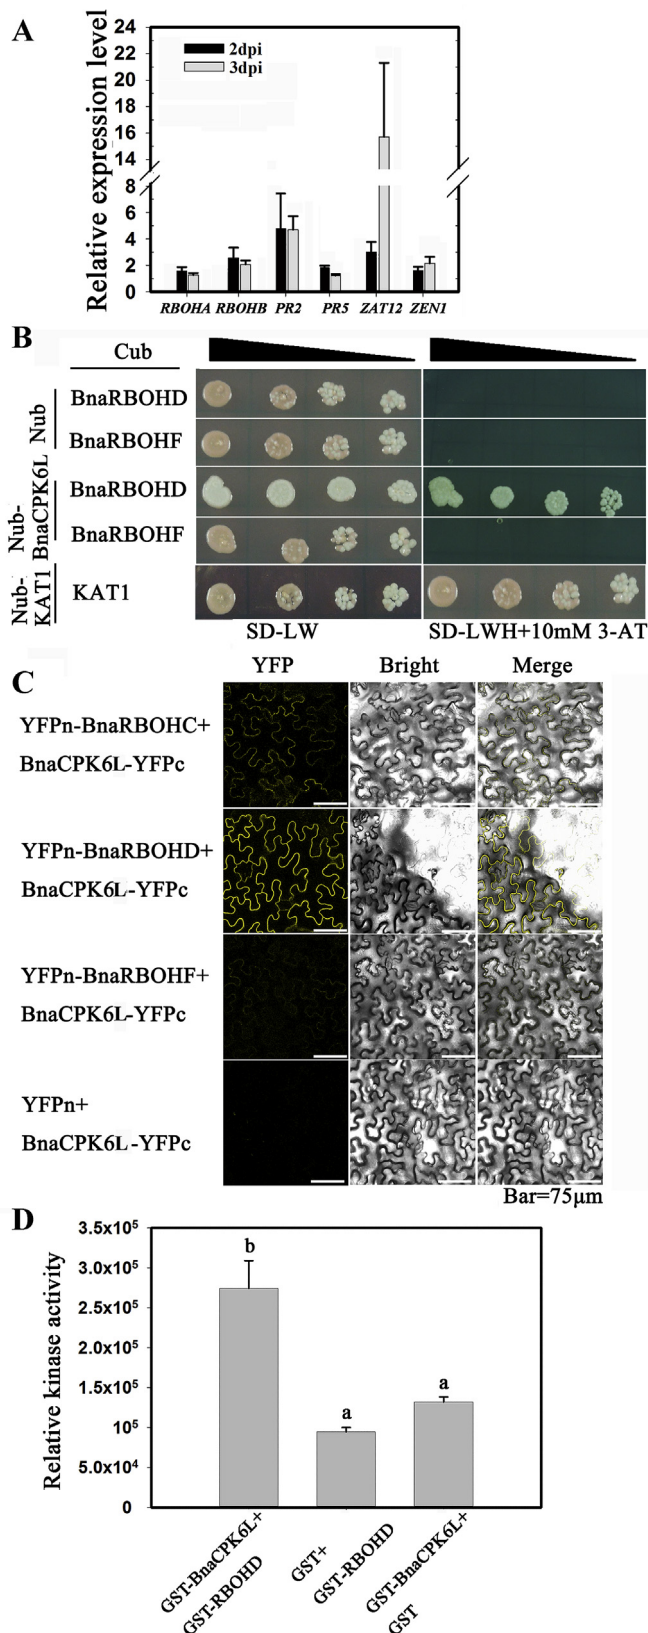 A
Relative expression level
24
22
20
18
16
14
12
8
6
4
2
0
2dpi
3dpi
RBOHA RBOHB PR2 PR5 ZAT12 ZEN1
B
Cub
Nub
BnaRBOHD
BnaRBOHF
Nub-
BnaCPK6L
BnaRBOHD
BnaRBOHF
Nub-
KAT1
KAT1
SD-LW SD-LWH+10mM 3-AT
C
YFP Bright Merge
YFPn-BnaRBOHC+
BnaCPK6L-YFPc
YFPn-BnaRBOHD+
BnaCPK6L-YFPc
YFPn-BnaRBOHF+
BnaCPK6L-YFPc
YFPn+
BnaCPK6L-YFPc
Bar=75μm
D
Relative kinase activity
3.5x10⁵
3.0x10⁵
2.0x10⁵
1.5x10⁵
10⁵
5.0x10⁴
0
b
a
a
GST-BnaCPK6L+
GST-RBOHD
GST+
GST-RBOHD
GST-BnaCPK6L+
GST